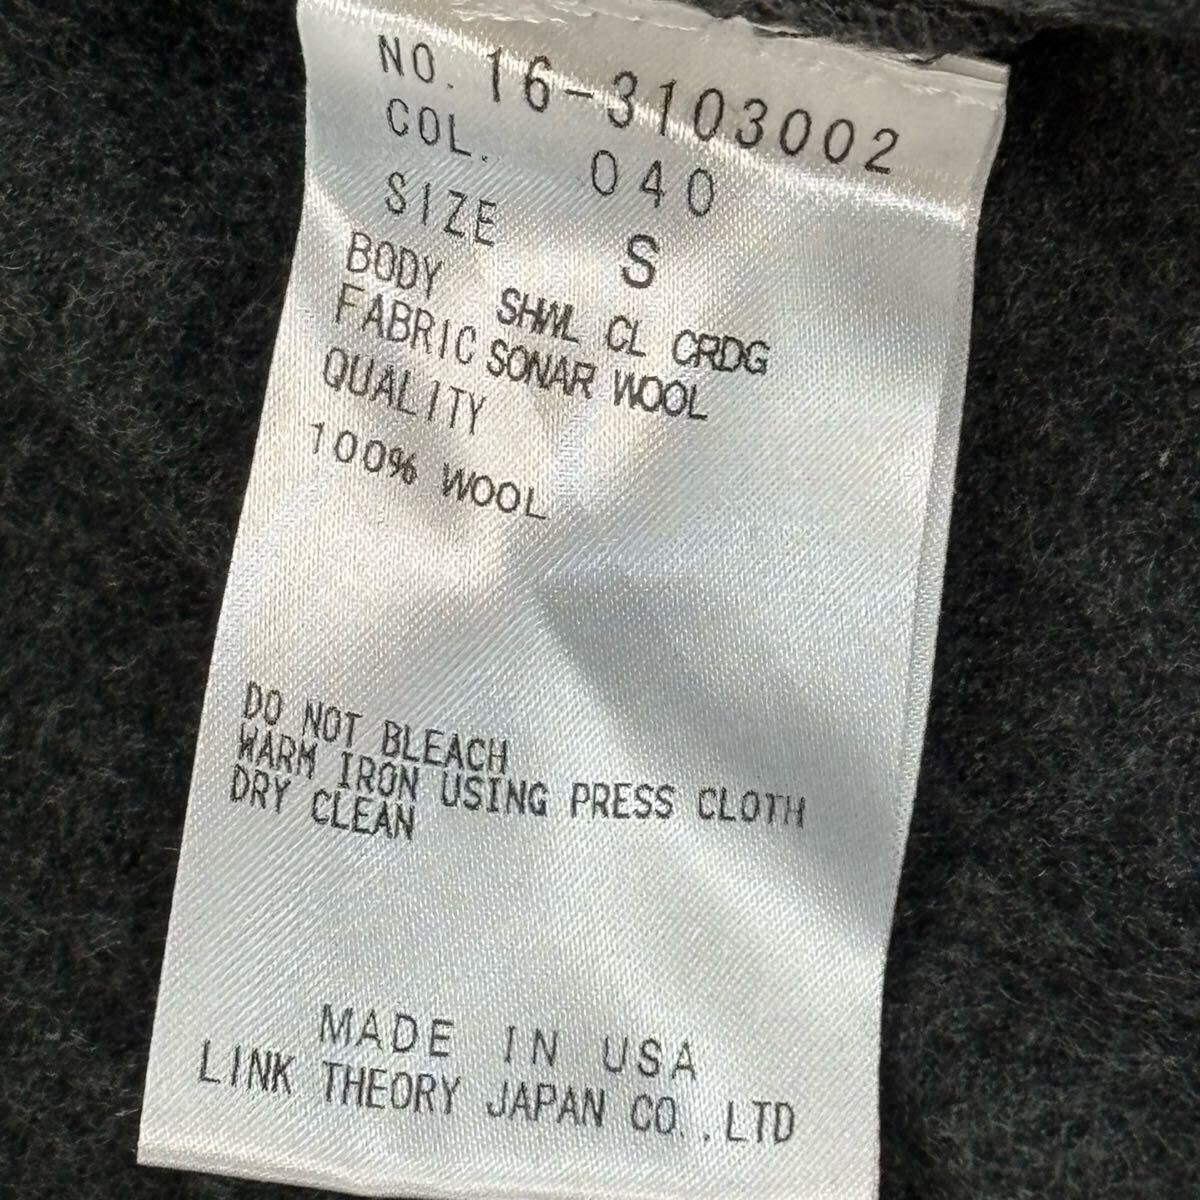 NO. 16-3103002
COL. 040
SIZE S
BODY SHWL CL CRDG
FABRIC SONAR WOOL
QUALITY
100% WOOL
DO NOT BLEACH
WARM IRON USING PRESS CLOTH
DRY CLEAN
MADE IN USA
LINK THEORY JAPAN CO.,LTD